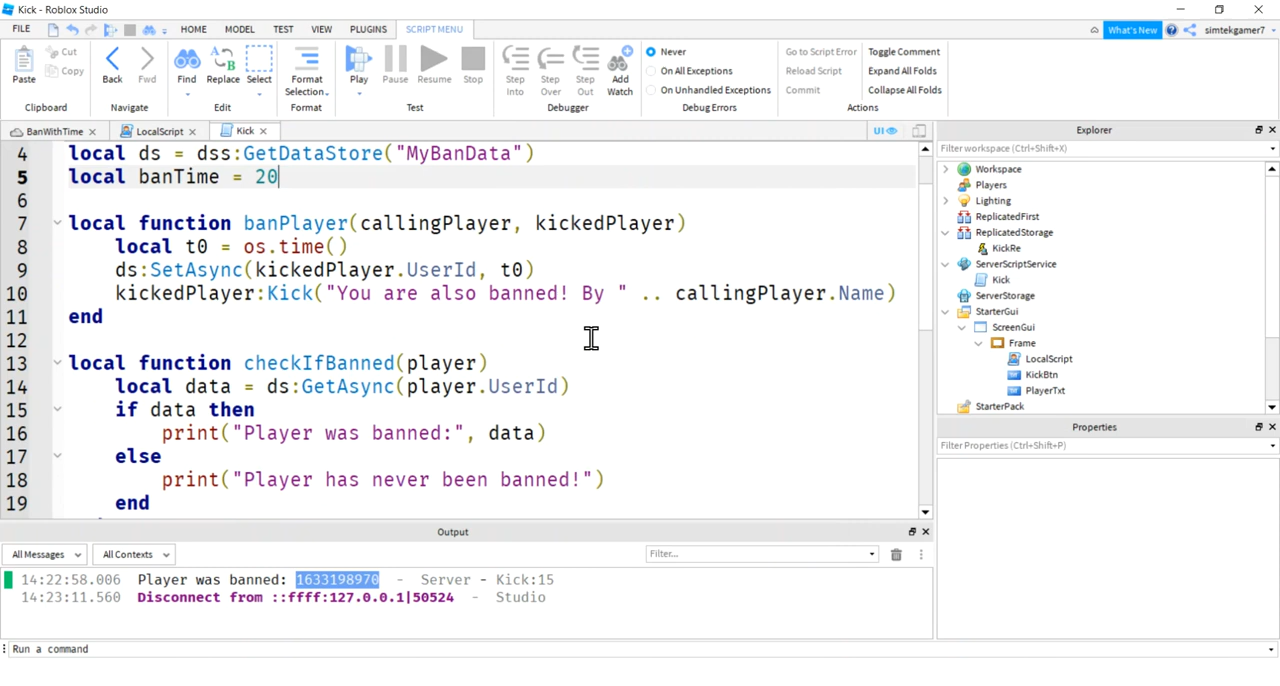 Kick - Roblox Studio
FILE HOME MODEL TEST VIEW PLUGINS SCRIPT MENU What's New simtekgamer7
Paste Cut Copy Back Fwd Find Replace Select Format Selection Play Pause Resume Stop Step Into Step Over Step Out Add Watch
Never
On All Exceptions
On Unhandled Exceptions
Go to Script Error
Reload Script
Commit
Toggle Comment
Expand All Folds
Collapse All Folds
Clipboard Navigate Edit Format Test Debugger Debug Errors Actions
BanWithTime LocalScript Kick UI
4 local ds = dss:GetDataStore("MyBanData")
5 local banTime = 20
6
7 local function banPlayer(callingPlayer, kickedPlayer)
8 local t0 = os.time()
9 ds:SetAsync(kickedPlayer.UserId, t0)
10 kickedPlayer:Kick("You are also banned! By " .. callingPlayer.Name)
11 end
12
13 local function checkIfBanned(player)
14 local data = ds:GetAsync(player.UserId)
15 if data then
16 print("Player was banned:", data)
17 else
18 print("Player has never been banned!")
19 end
Explorer
Filter workspace (Ctrl+Shift+X)
Workspace
Players
Lighting
ReplicatedFirst
ReplicatedStorage
KickRe
ServerScriptService
Kick
ServerStorage
StarterGui
ScreenGui
Frame
LocalScript
KickBtn
PlayerTxt
StarterPack
Properties
Filter Properties (Ctrl+Shift+P)
Output
All Messages All Contexts Filter...
14:22:58.006 Player was banned: 1633198970 - Server - Kick:15
14:23:11.560 Disconnect from ::ffff:127.0.0.1|50524 - Studio
Run a command